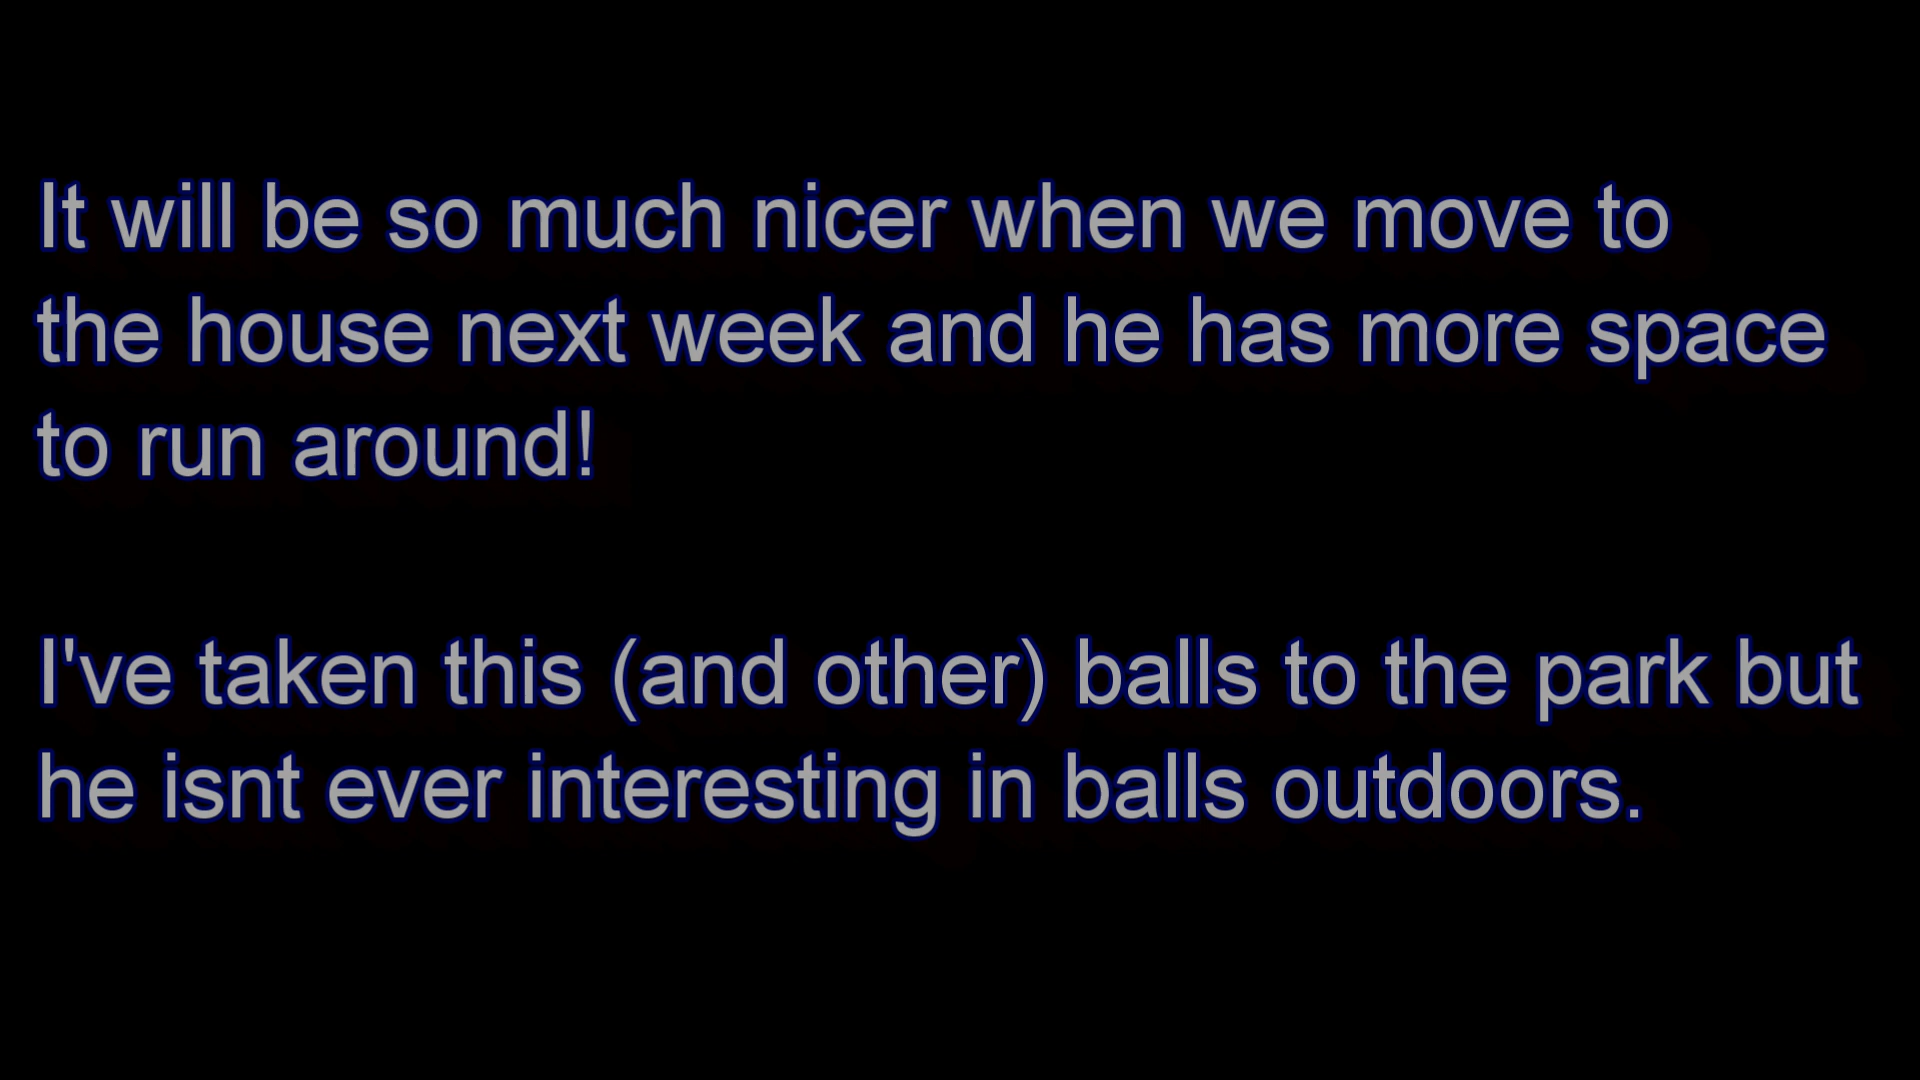 It will be so much nicer when we move to
the house next week and he has more space
to run around!
I've taken this (and other) balls to the park but
he isnt ever interesting in balls outdoors.